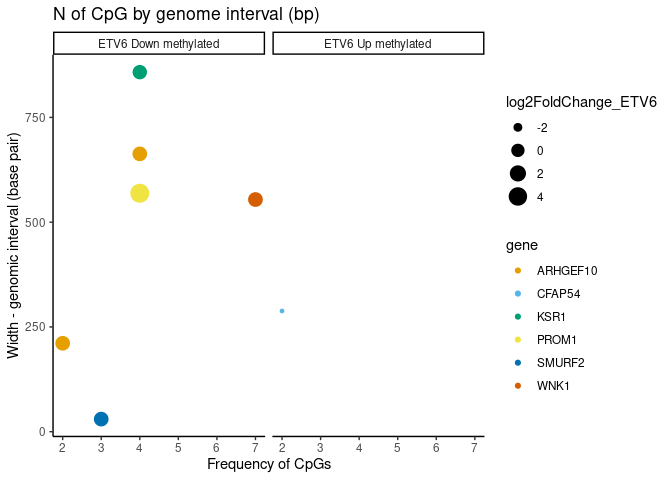 N of CpG by genome interval (bp)
ETV6 Down methylated
ETV6 Up methylated
Width - genomic interval (base pair)
750
500
250
0
2 3 4 5 6 7
2 3 4 5 6 7
Frequency of CpGs
log2FoldChange_ETV6
-2
0
2
4
gene
ARHGEF10
CFAP54
KSR1
PROM1
SMURF2
WNK1